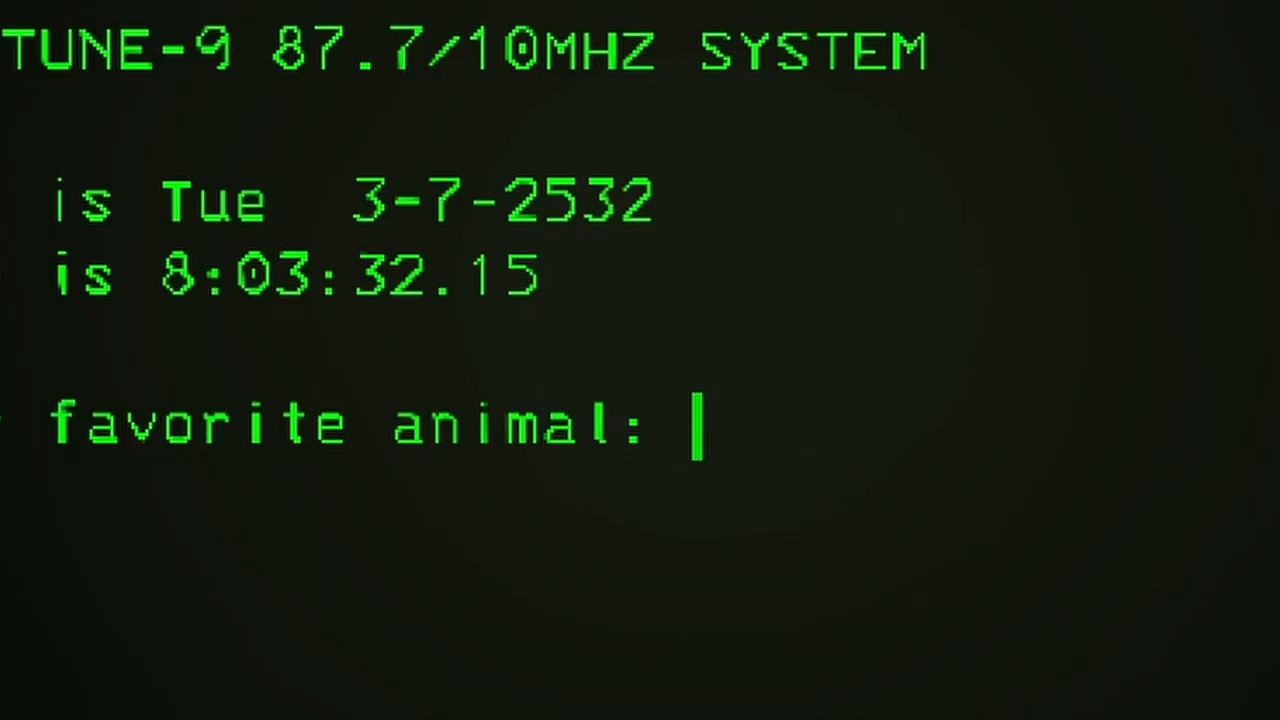 TUNE-9 87.7/10MHZ SYSTEM
is Tue 3-7-2532
is 8:03:32.15
favorite animal: